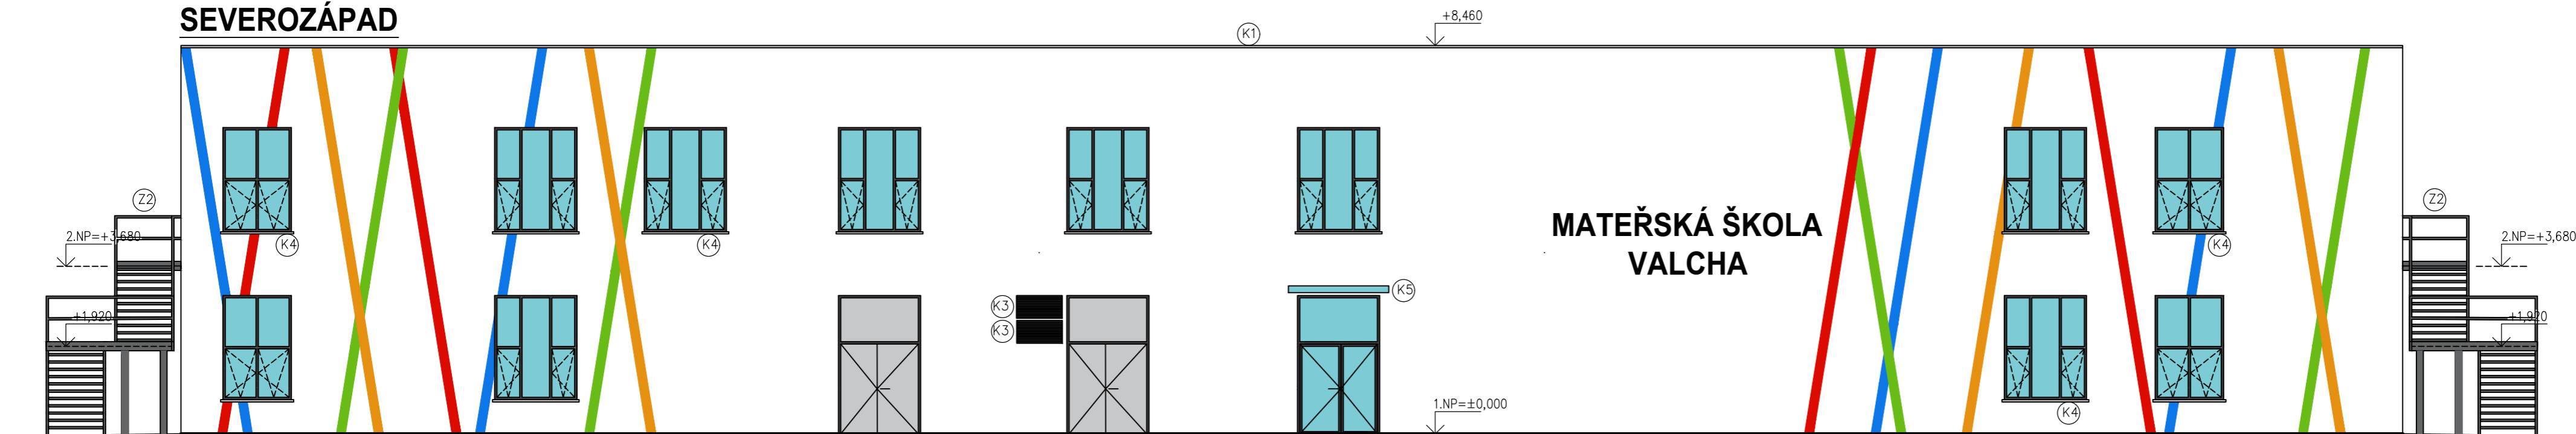 SEVEROZÁPAD
K1
+8,460
Z2
Z2
2.NP=+3,680
K4
K4
MATEŘSKÁ ŠKOLA
VALCHA
K4
2.NP=+3,680
K3
K5
+1,920
K3
+1,920
1.NP=±0,000
K4